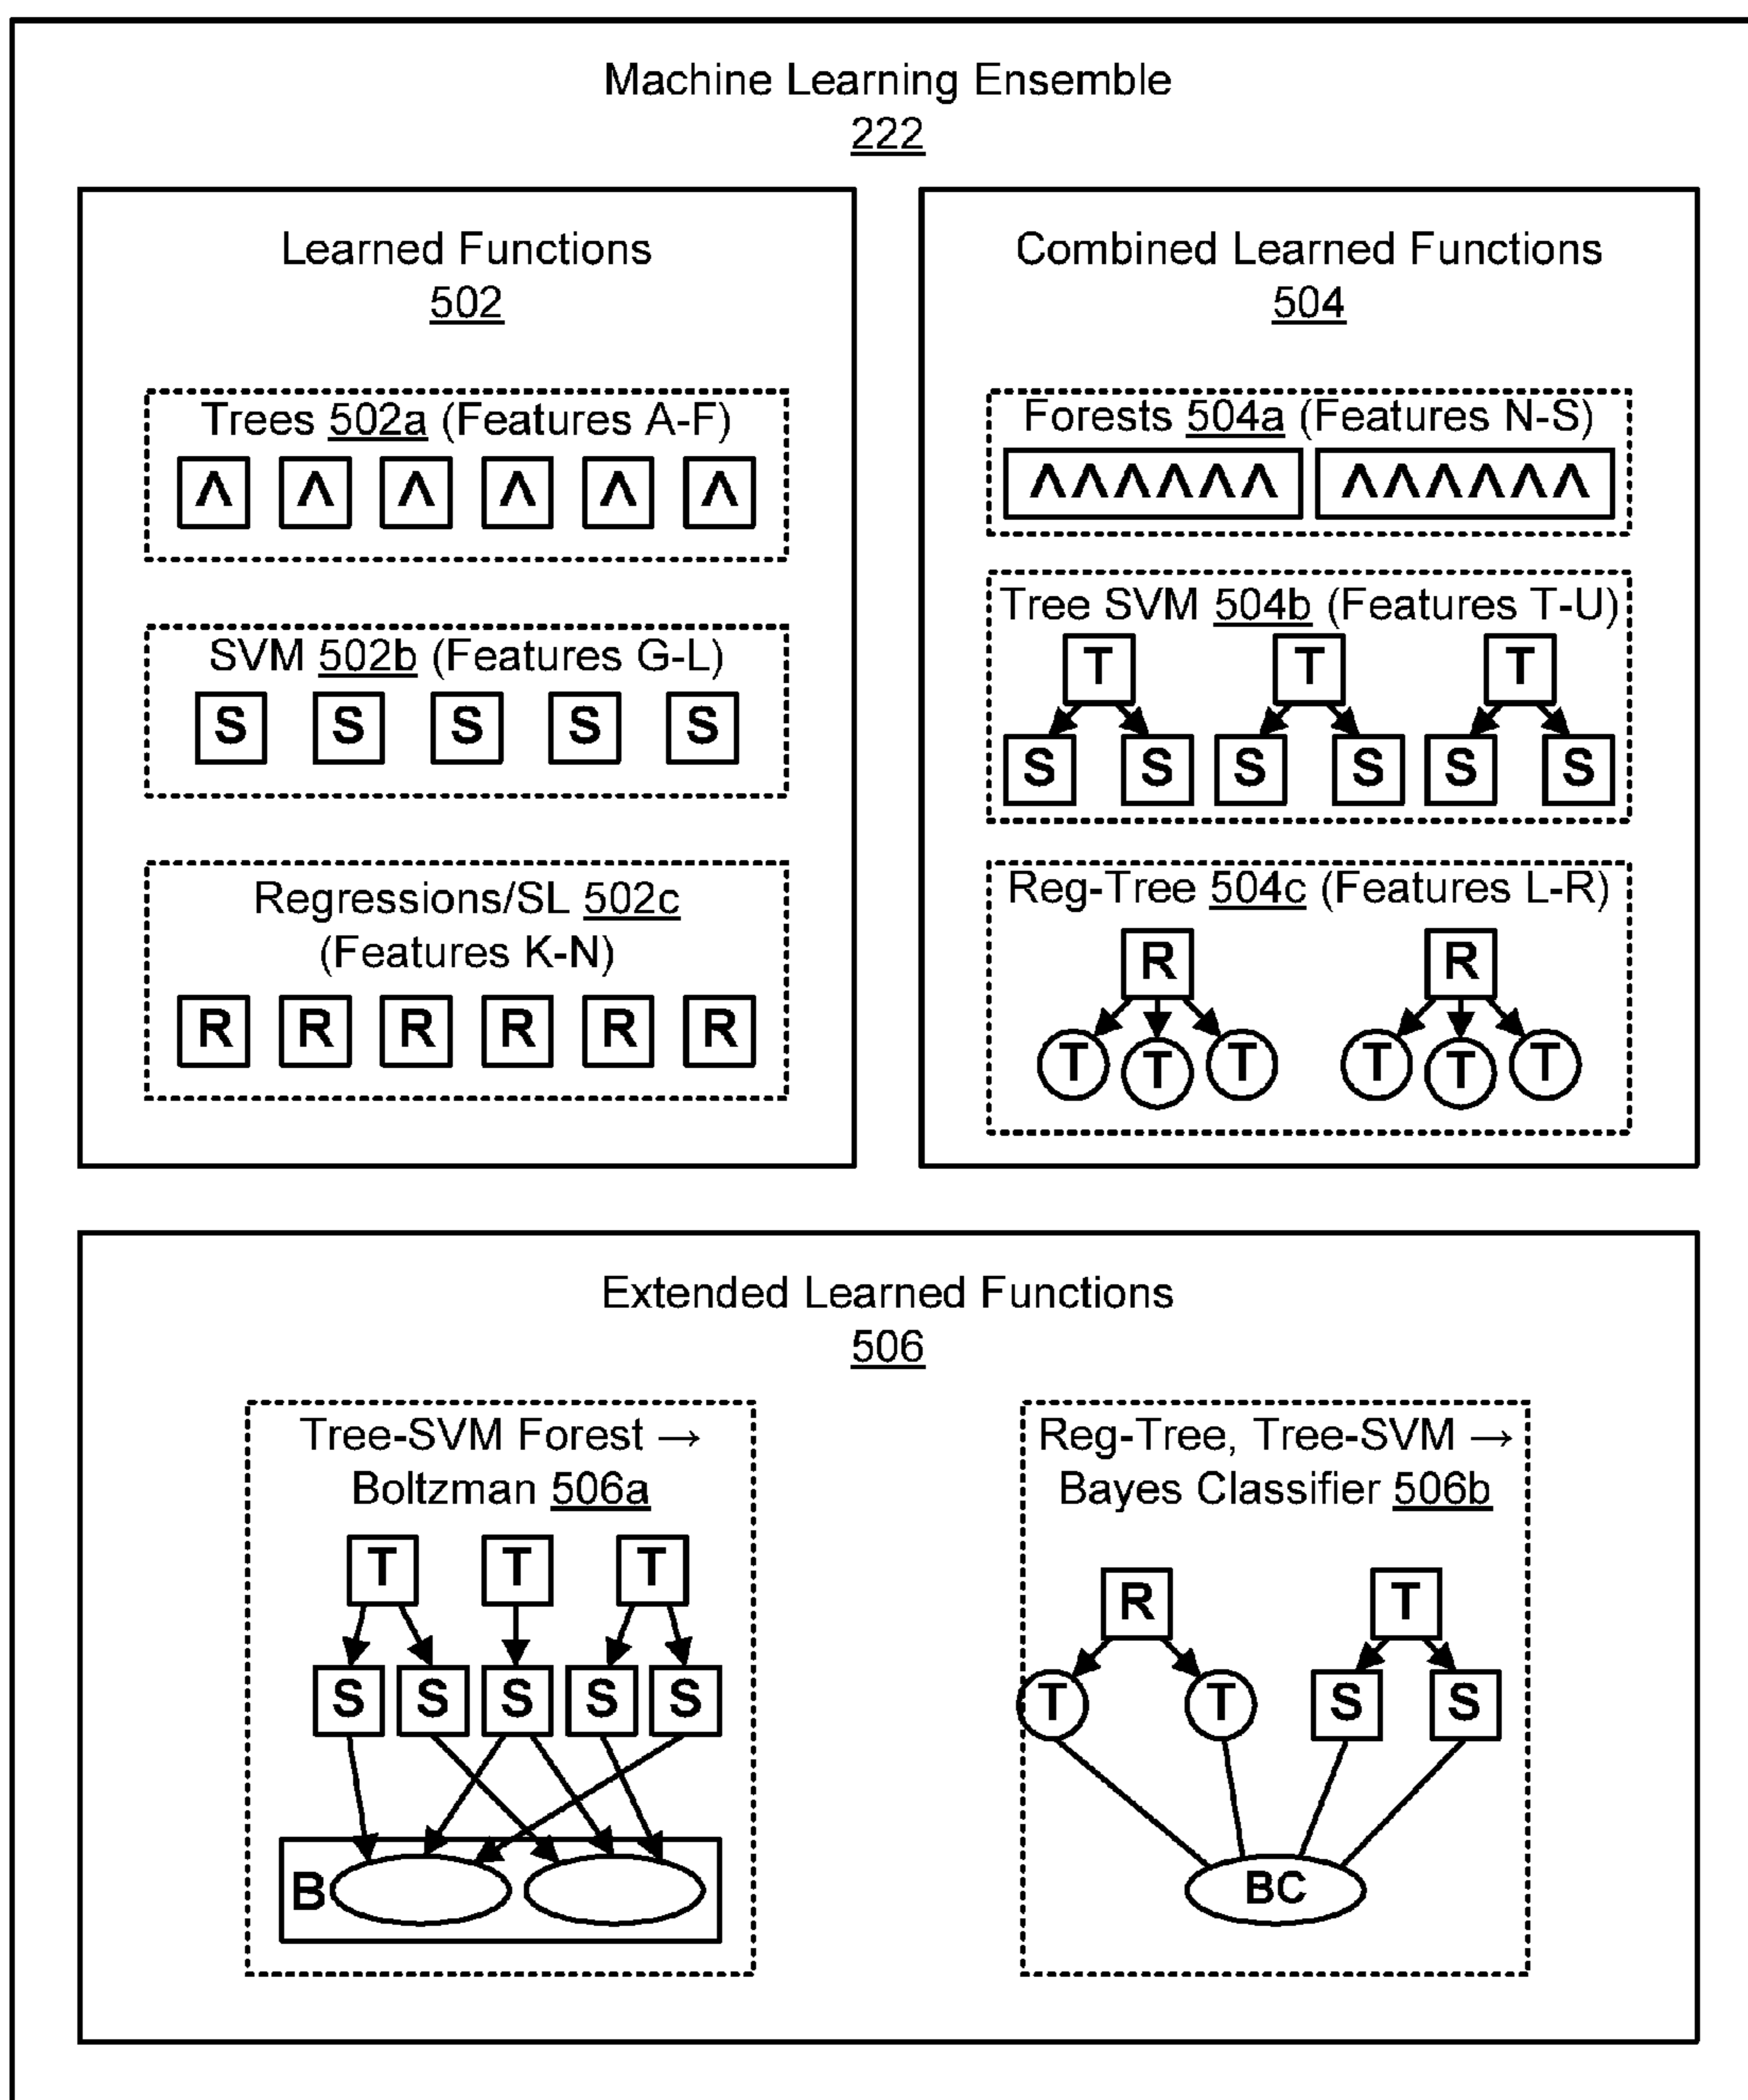 Machine Learning Ensemble
222
Learned Functions
502
Trees 502a (Features A-F)
Λ Λ Λ Λ Λ Λ
SVM 502b (Features G-L)
S S S S S
Regressions/SL 502c
(Features K-N)
R R R R R R
Combined Learned Functions
504
Forests 504a (Features N-S)
ΛΛΛΛΛΛ ΛΛΛΛΛΛ
Tree SVM 504b (Features T-U)
T T T
S S S S S S
Reg-Tree 504c (Features L-R)
R R
T T T T T T
Extended Learned Functions
506
Tree-SVM Forest →
Boltzman 506a
T T T
S S S S S
B
Reg-Tree, Tree-SVM →
Bayes Classifier 506b
R T
T T S S
BC